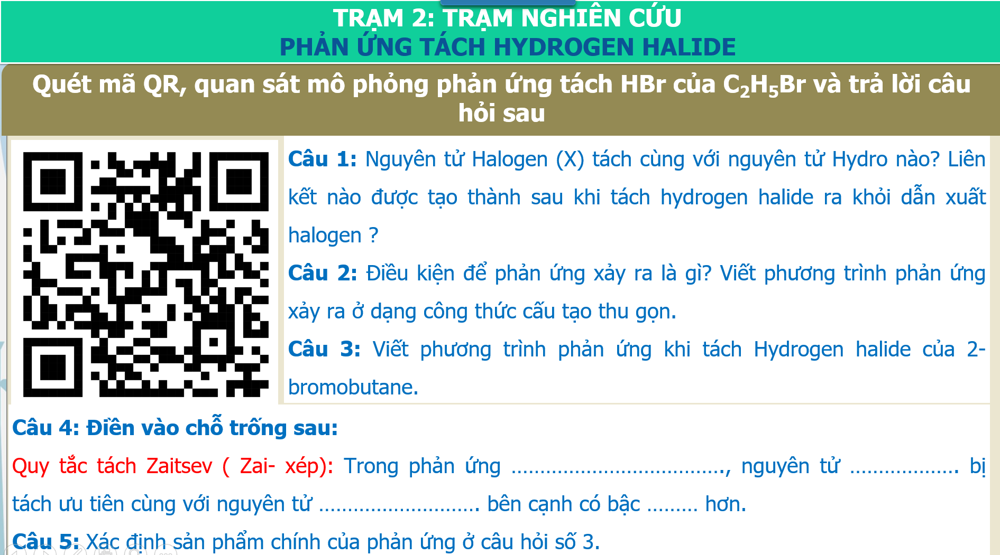 TRẠM 2: TRẠM NGHIÊN CỨU
PHẢN ỨNG TÁCH HYDROGEN HALIDE
Quét mã QR, quan sát mô phỏng phản ứng tách HBr của C₂H₅Br và trả lời câu
hỏi sau
Câu 1: Nguyên tử Halogen (X) tách cùng với nguyên tử Hydro nào? Liên
kết nào được tạo thành sau khi tách hydrogen halide ra khỏi dẫn xuất
halogen ?
Câu 2: Điều kiện để phản ứng xảy ra là gì? Viết phương trình phản ứng
xảy ra ở dạng công thức cấu tạo thu gọn.
Câu 3: Viết phương trình phản ứng khi tách Hydrogen halide của 2-
bromobutane.
Câu 4: Điền vào chỗ trống sau:
Quy tắc tách Zaitsev ( Zai- xép): Trong phản ứng ………………………………., nguyên tử ………………. bị
tách ưu tiên cùng với nguyên tử ………………………. bên cạnh có bậc ……… hơn.
Câu 5: Xác định sản phẩm chính của phản ứng ở câu hỏi số 3.